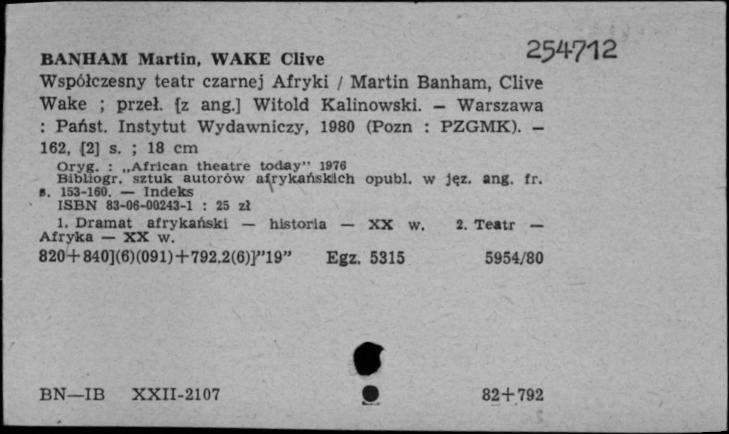 254712
BANHAM Martin, WAKE Clive
Współczesny teatr czarnej Afryki / Martin Banham, Clive
Wake ; przeł. {z ang.] Witold Kalinowski. — Warszawa
: Państ. Instytut Wydawniczy, 1980 (Pozn : PZGMK). —
162, {2] s. ; 18 cm
Oryg. : „African theatre today" 1976
Bibliogr. sztuk autorów afrykańskich opubl. w jęz. ang. fr.
s. 153-160. — Indeks
ISBN 83-06-00243-1 : 25 zł
1. Dramat afrykański — historia — XX w. 2. Teatr —
Afryka — XX w.
820+840](6)(091)+792.2(6)]"19" Egz. 5315 5954/80
BN—IB XXII-2107 82+792